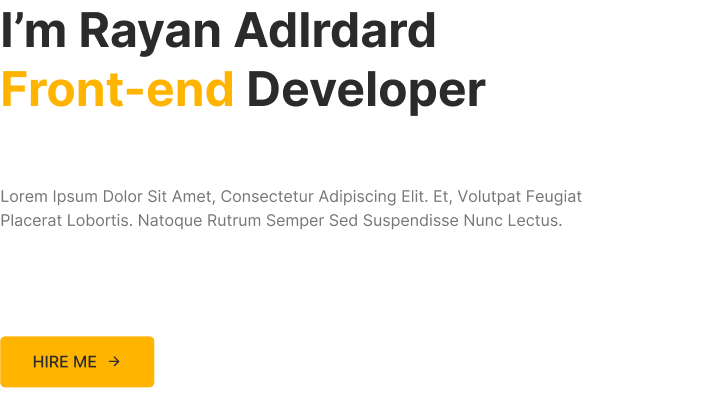 I’m Rayan Adlrdard
Front-end Developer
Lorem Ipsum Dolor Sit Amet, Consectetur Adipiscing Elit. Et, Volutpat Feugiat
Placerat Lobortis. Natoque Rutrum Semper Sed Suspendisse Nunc Lectus.
HIRE ME →